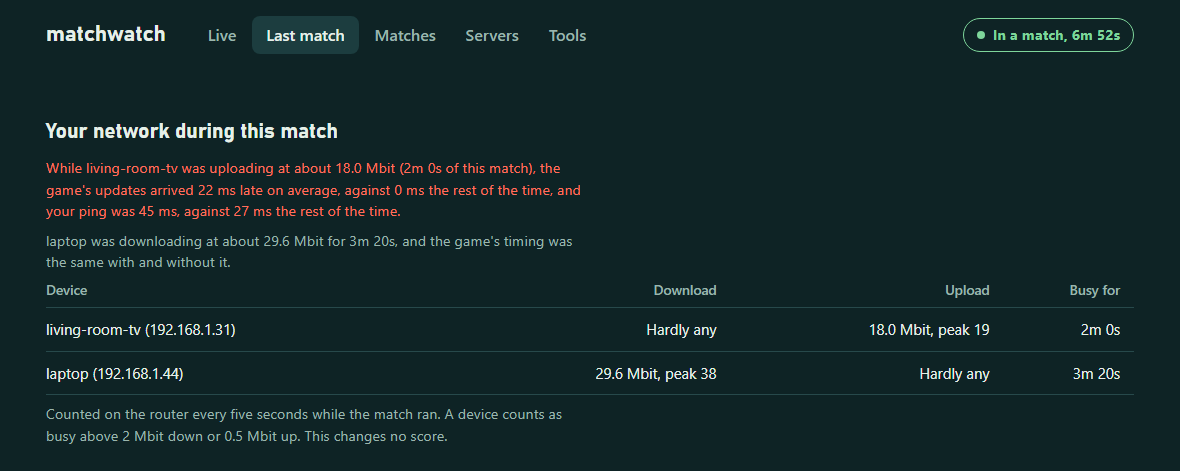 matchwatch Live Last match Matches Servers Tools In a match, 6m 52s
Your network during this match
While living-room-tv was uploading at about 18.0 Mbit (2m 0s of this match), the
game's updates arrived 22 ms late on average, against 0 ms the rest of the time, and
your ping was 45 ms, against 27 ms the rest of the time.
laptop was downloading at about 29.6 Mbit for 3m 20s, and the game's timing was
the same with and without it.
Device Download Upload Busy for
living-room-tv (192.168.1.31) Hardly any 18.0 Mbit, peak 19 2m 0s
laptop (192.168.1.44) 29.6 Mbit, peak 38 Hardly any 3m 20s
Counted on the router every five seconds while the match ran. A device counts as
busy above 2 Mbit down or 0.5 Mbit up. This changes no score.